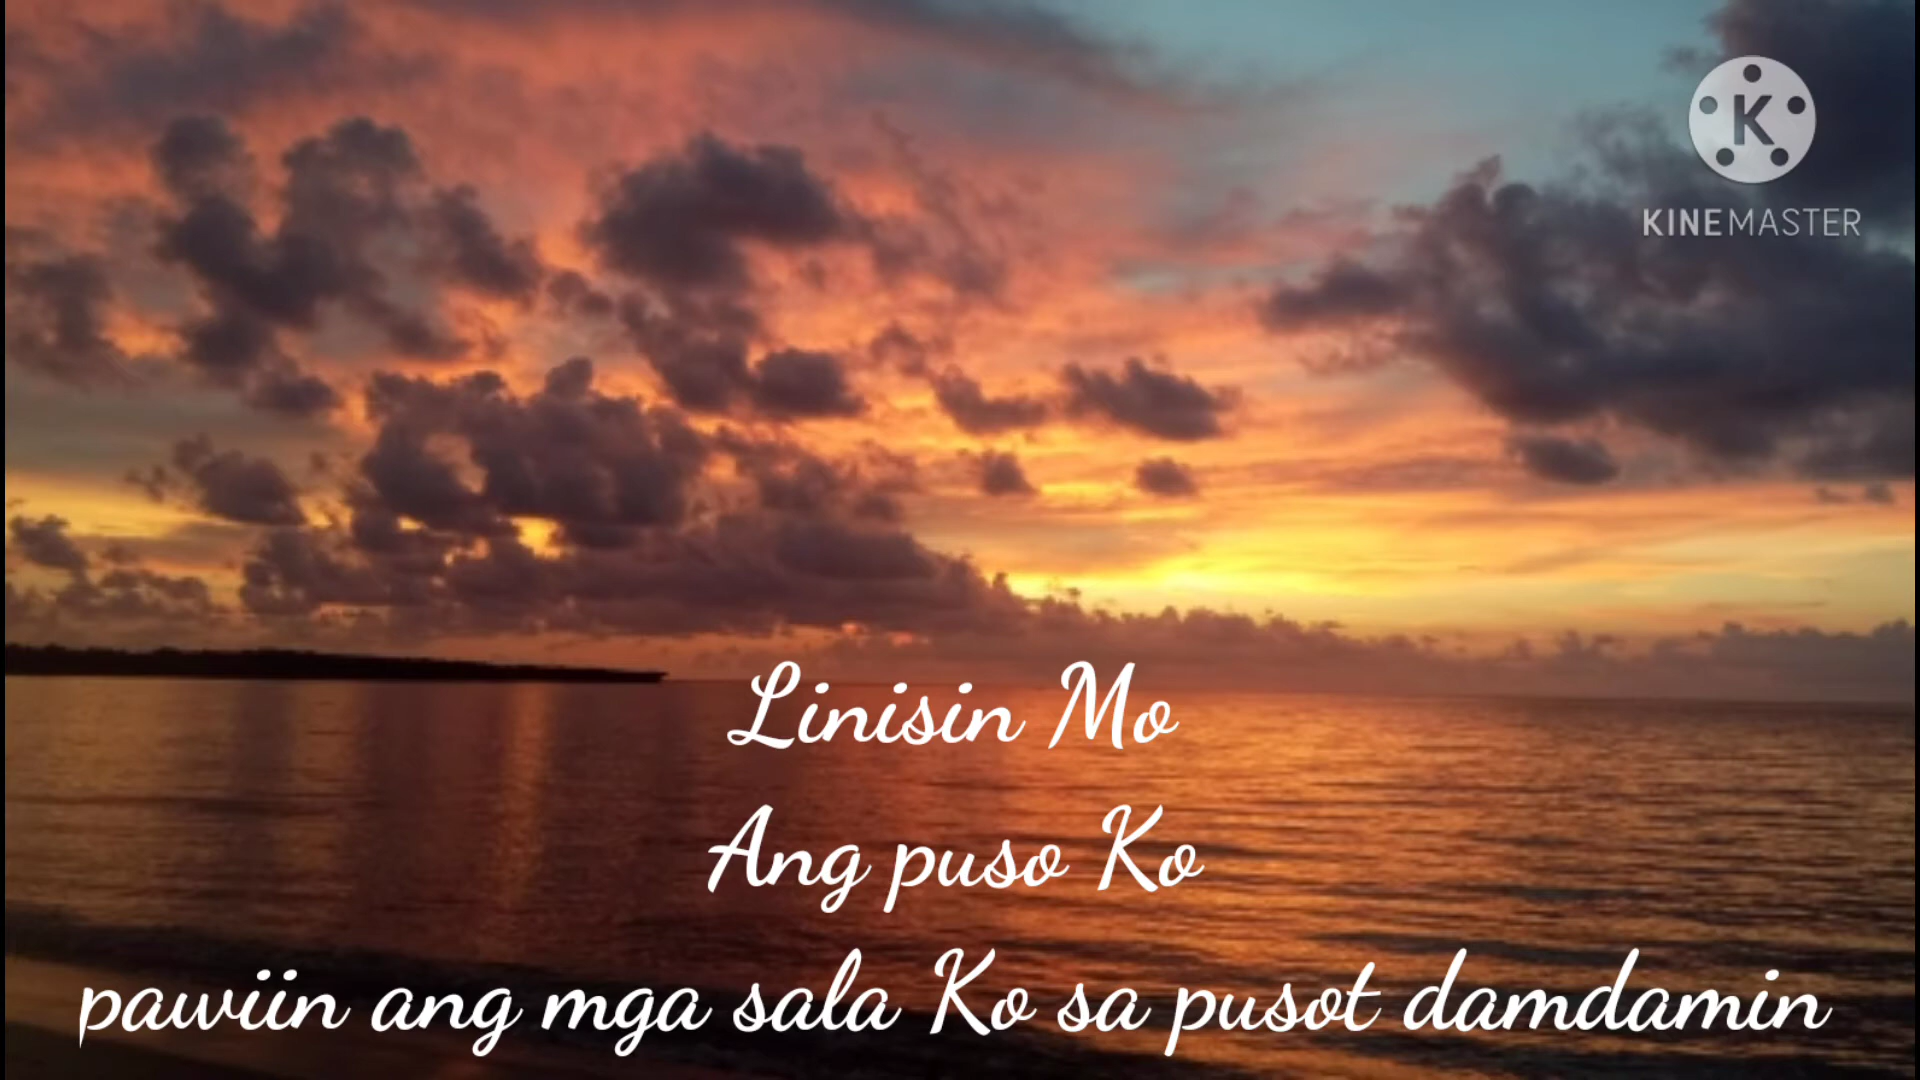 K
KINEMASTER
Linisin Mo
Ang puso Ko
pawiin ang mga sala Ko sa pusot damdamin